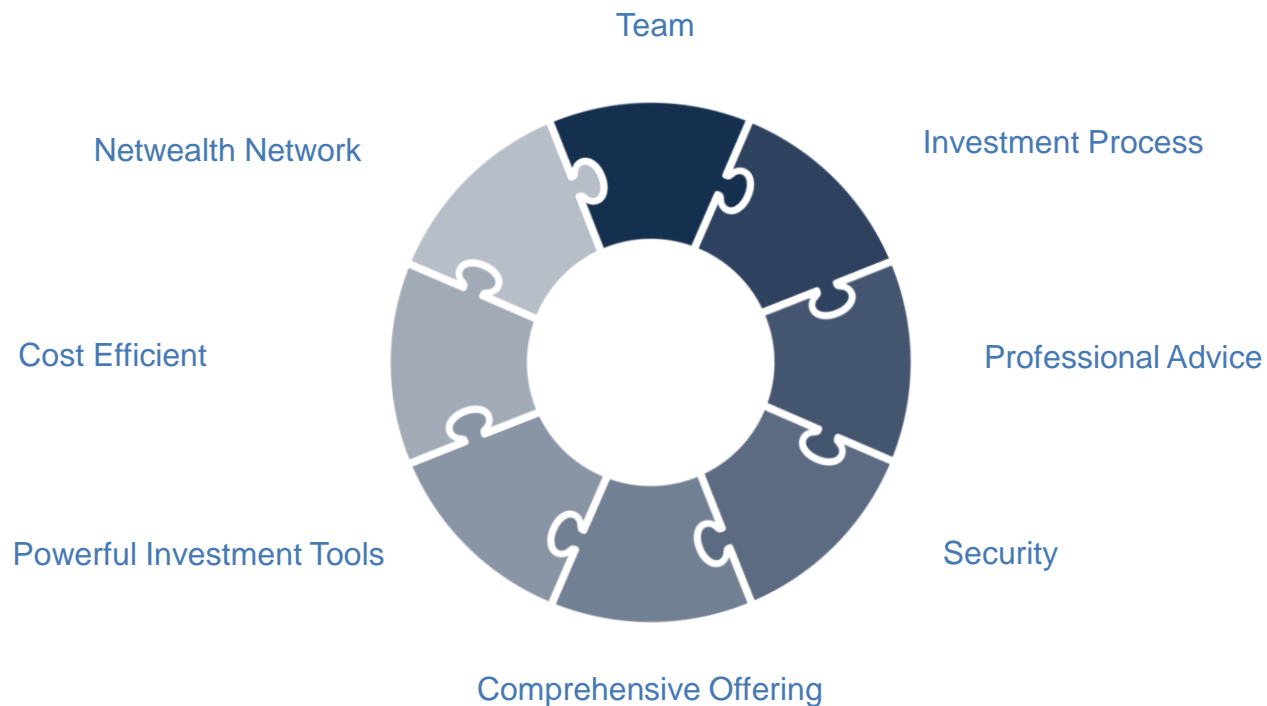 Team
Netwealth Network
Investment Process
Cost Efficient
Professional Advice
Powerful Investment Tools
Security
Comprehensive Offering